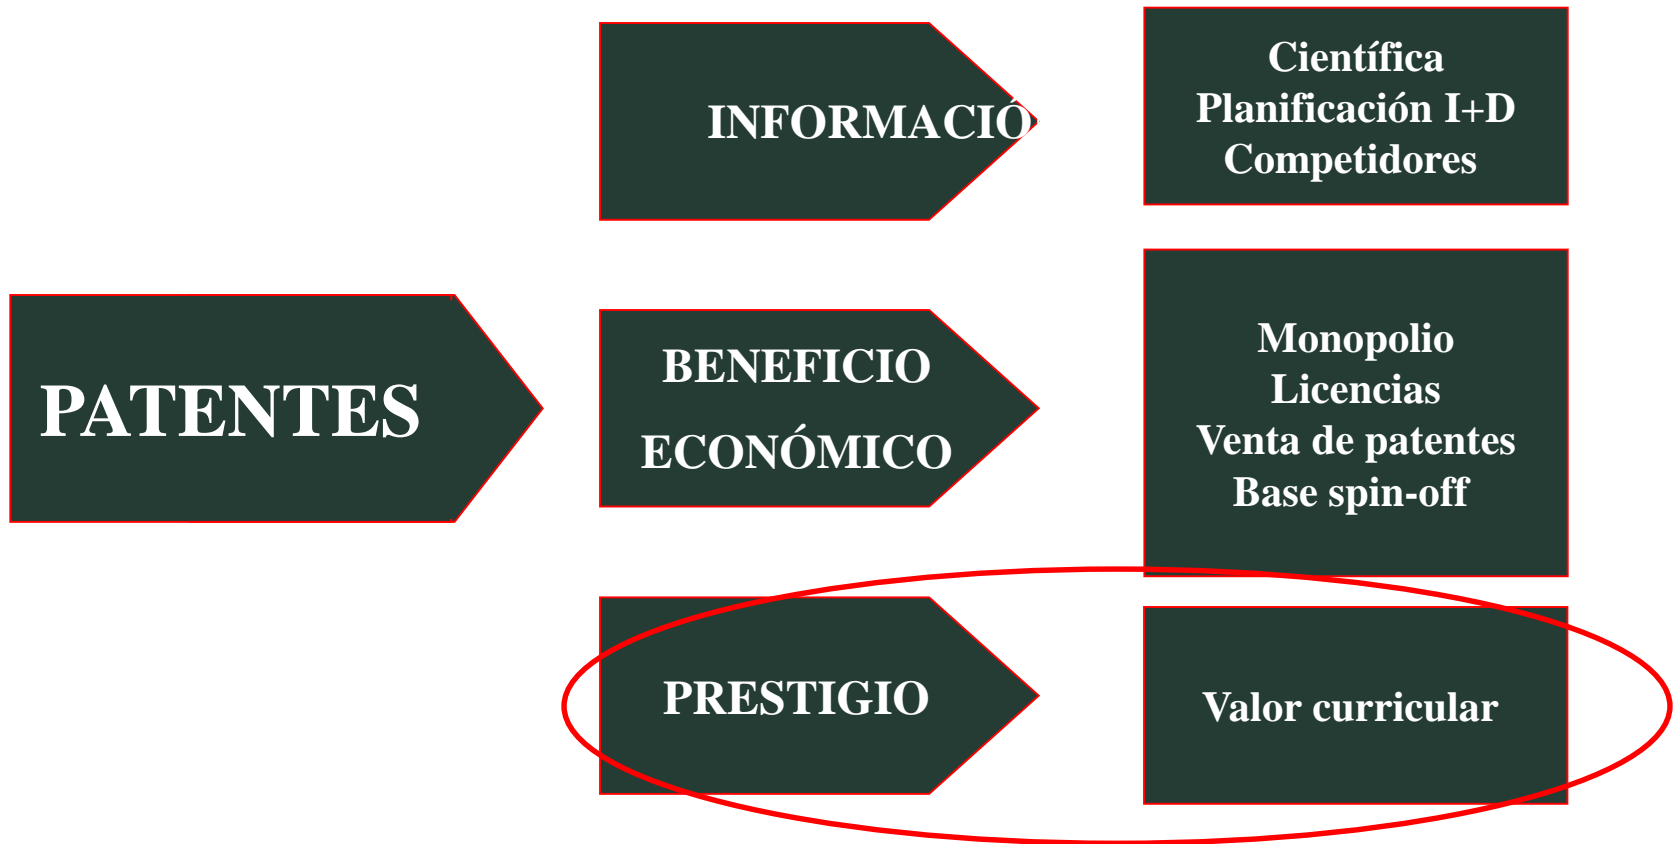 PATENTES
INFORMACIÓ
Científica
Planificación I+D
Competidores
BENEFICIO
ECONÓMICO
Monopolio
Licencias
Venta de patentes
Base spin-off
PRESTIGIO
Valor curricular